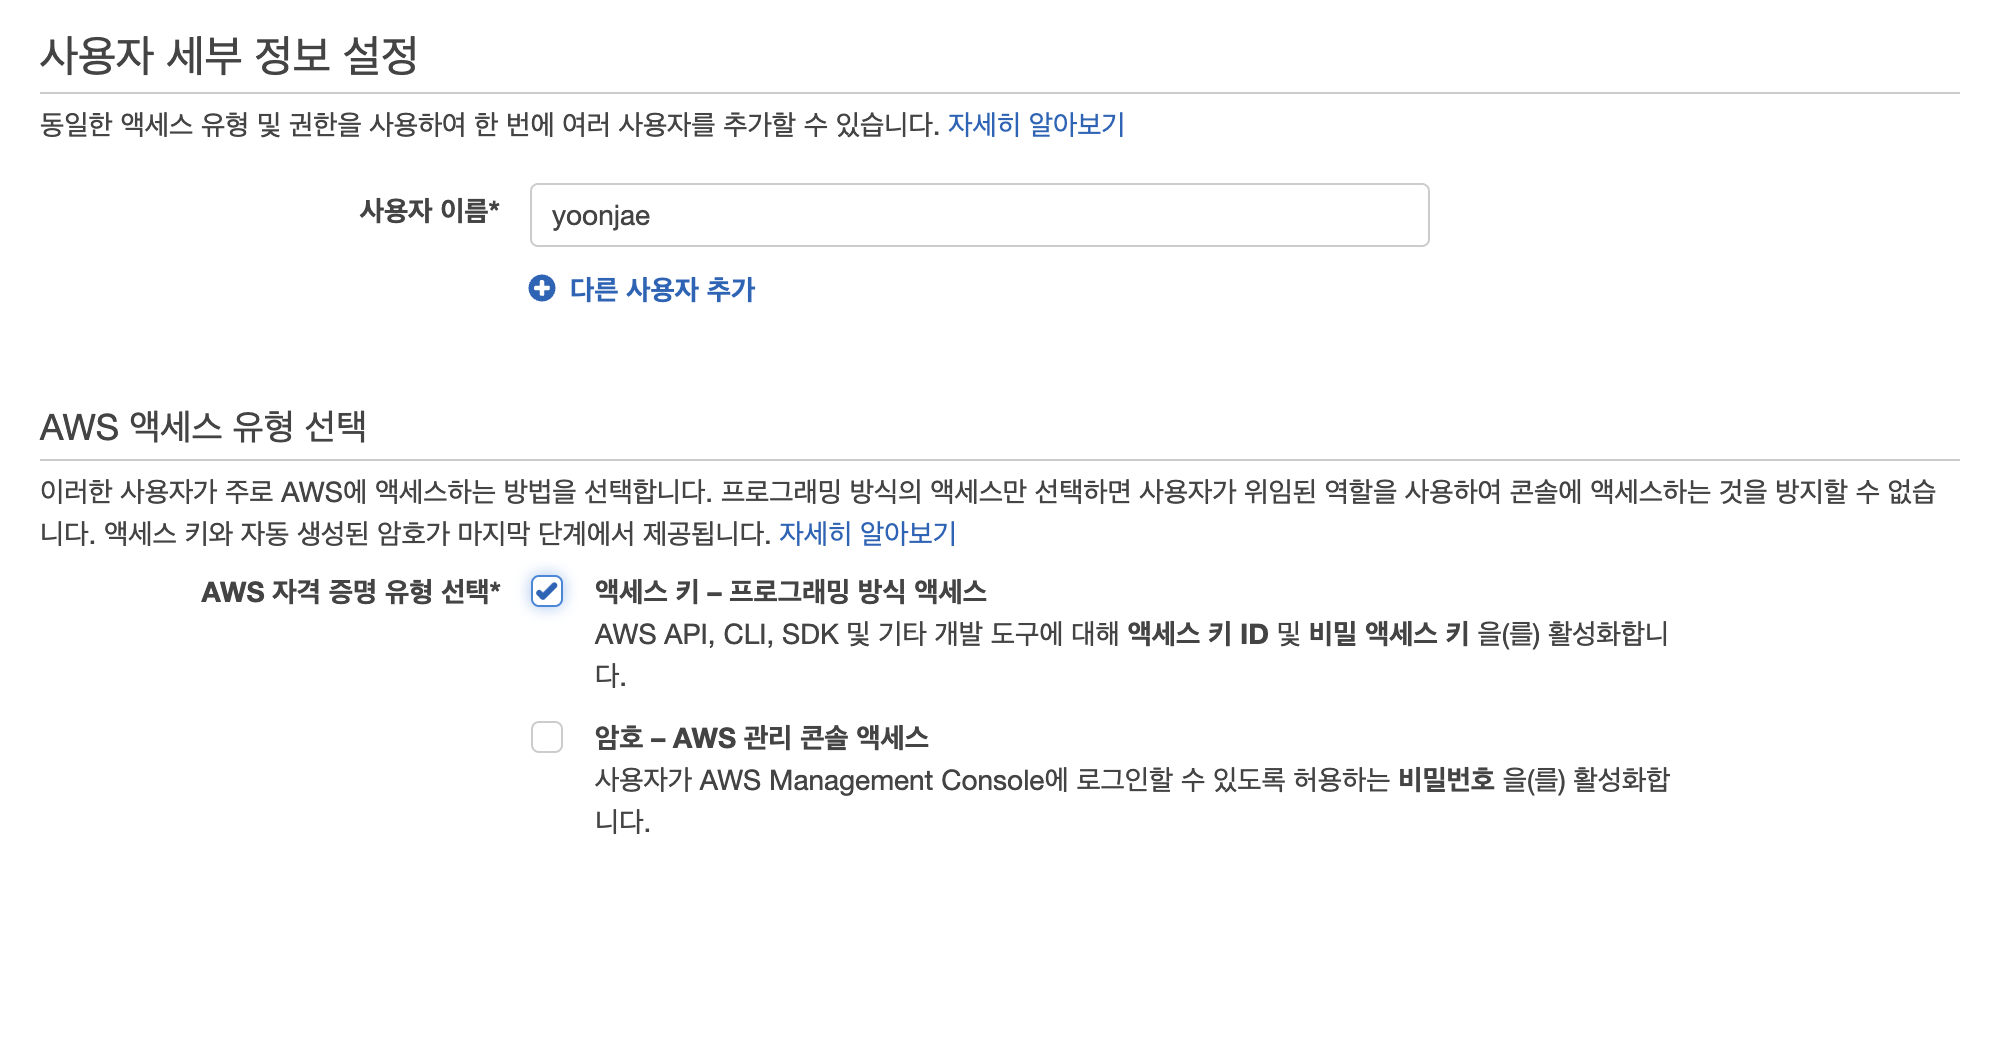 사용자 세부 정보 설정
동일한 액세스 유형 및 권한을 사용하여 한 번에 여러 사용자를 추가할 수 있습니다. 자세히 알아보기
사용자 이름* yoonjae
다른 사용자 추가
AWS 액세스 유형 선택
이러한 사용자가 주로 AWS에 액세스하는 방법을 선택합니다. 프로그래밍 방식의 액세스만 선택하면 사용자가 위임된 역할을 사용하여 콘솔에 액세스하는 것을 방지할 수 없습
니다. 액세스 키와 자동 생성된 암호가 마지막 단계에서 제공됩니다. 자세히 알아보기
AWS 자격 증명 유형 선택* 액세스 키 – 프로그래밍 방식 액세스
AWS API, CLI, SDK 및 기타 개발 도구에 대해 액세스 키 ID 및 비밀 액세스 키 을(를) 활성화합니
다.
암호 – AWS 관리 콘솔 액세스
사용자가 AWS Management Console에 로그인할 수 있도록 허용하는 비밀번호 을(를) 활성화합
니다.